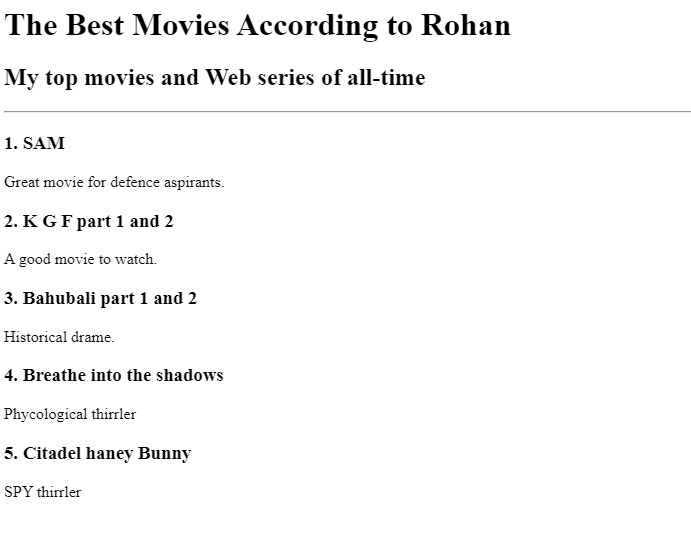 The Best Movies According to Rohan
My top movies and Web series of all-time
1. SAM
Great movie for defence aspirants.
2. K G F part 1 and 2
A good movie to watch.
3. Bahubali part 1 and 2
Historical drame.
4. Breathe into the shadows
Phycological thirrler
5. Citadel haney Bunny
SPY thirrler